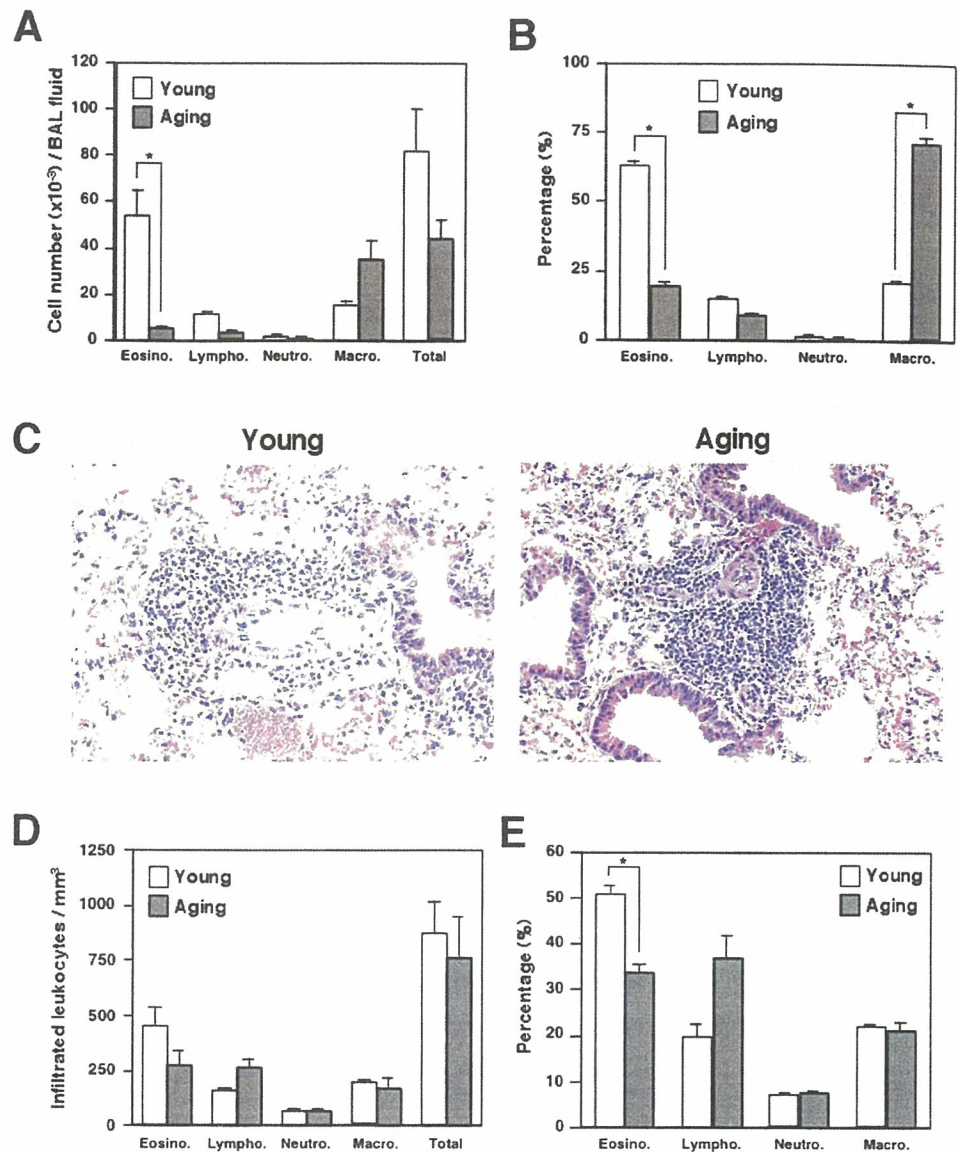 A
Cell number (x10⁻³) / BAL fluid
120
100
80
60
40
20
0
Young
Aging
*
Eosino. Lympho. Neutro. Macro. Total
B
Percentage (%)
100
75
50
25
0
Young
Aging
*
*
Eosino. Lympho. Neutro. Macro.
C
Young
Aging
D
Infiltrated leukocytes / mm³
1250
1000
750
500
250
0
Young
Aging
Eosino. Lympho. Neutro. Macro. Total
E
Percentage (%)
60
50
40
30
20
10
0
*
Young
Aging
Eosino. Lympho. Neutro. Macro.